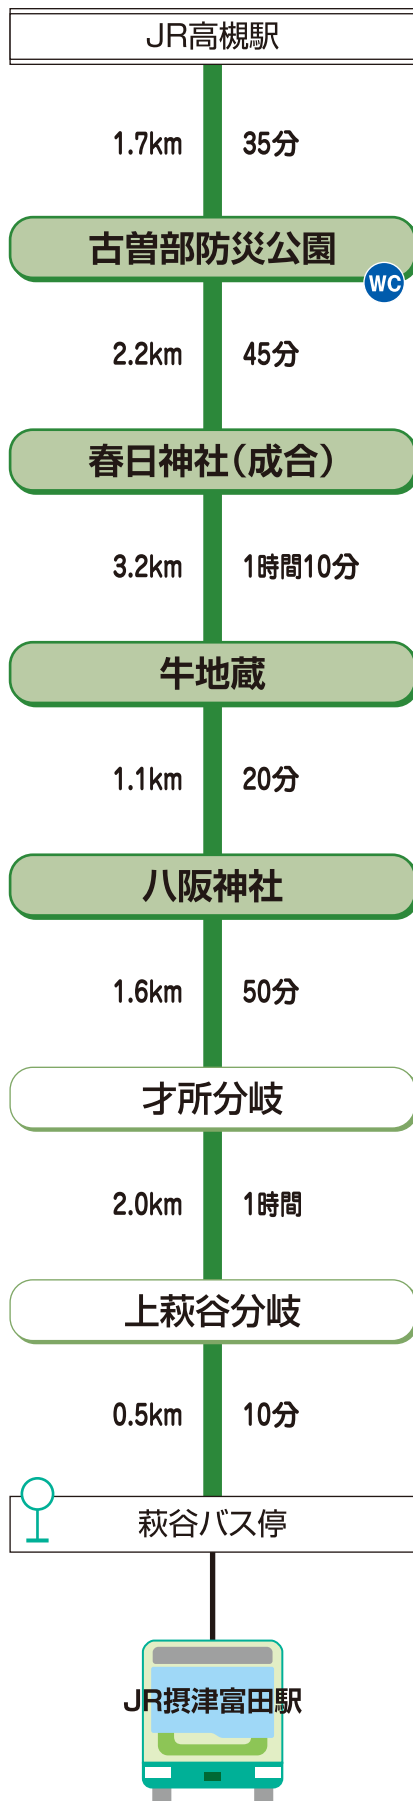 JR高槻駅
1.7km 35分
古曽部防災公園
WC
2.2km 45分
春日神社（成合）
3.2km 1時間10分
牛地蔵
1.1km 20分
八阪神社
1.6km 50分
才所分岐
2.0km 1時間
上萩谷分岐
0.5km 10分
萩谷バス停
JR摂津富田駅